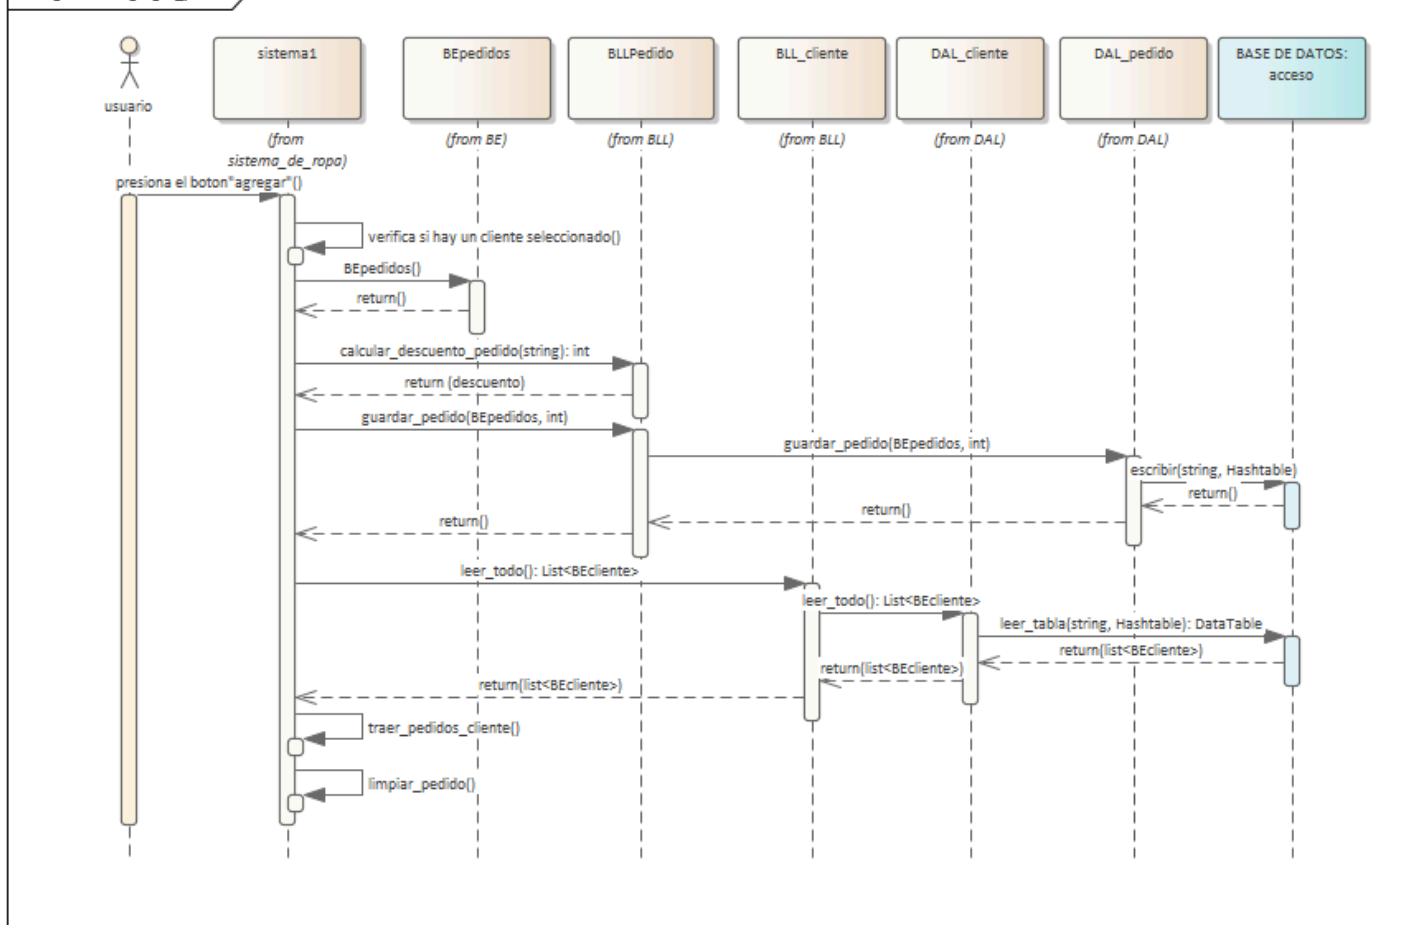 usuario
sistema1
BEpedidos
BLLPedido
BLL_cliente
DAL_cliente
DAL_pedido
BASE DE DATOS:
acceso
(from
sistema_de_ropa)
(from BE)
(from BLL)
(from BLL)
(from DAL)
(from DAL)
presiona el boton"agregar"()
verifica si hay un cliente seleccionado()
BEpedidos()
return()
calcular_descuento_pedido(string): int
return (descuento)
guardar_pedido(BEpedidos, int)
guardar_pedido(BEpedidos, int)
escribir(string, Hashtable)
return()
return()
return()
leer_todo(): List<BEcliente>
leer_todo(): List<BEcliente>
leer_tabla(string, Hashtable): DataTable
return(list<BEcliente>)
return(list<BEcliente>)
return(list<BEcliente>)
traer_pedidos_cliente()
limpiar_pedido()